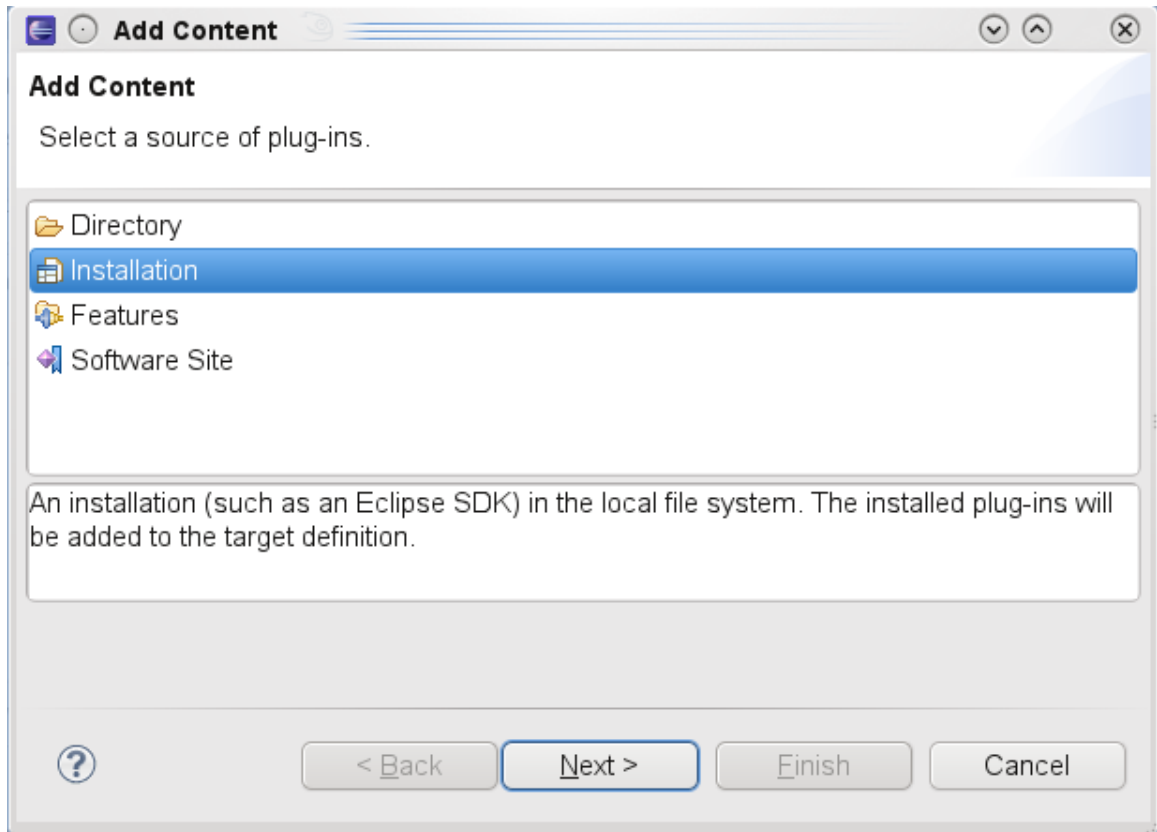 Add Content
Add Content
Select a source of plug-ins.
Directory
Installation
Features
Software Site
An installation (such as an Eclipse SDK) in the local file system. The installed plug-ins will
be added to the target definition.
? < Back Next > Finish Cancel